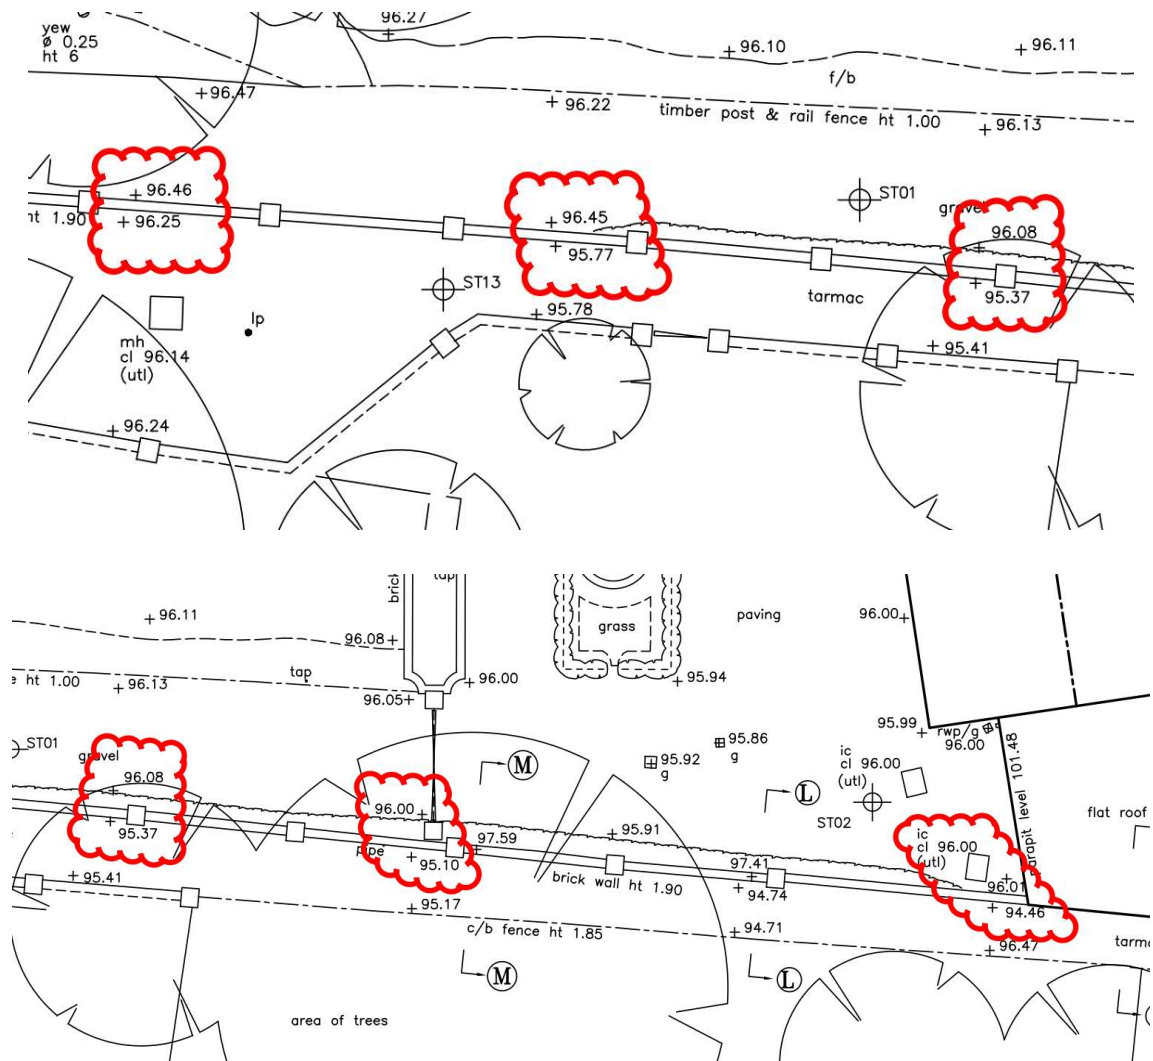 96.27
yew
ø 0.25
ht 6
96.10
96.11
f/b
96.47
96.22
timber post & rail fence ht 1.00
96.13
96.46
ht 1.90
96.25
96.45
95.77
ST01
gravel
96.08
95.37
ST13
tarmac
lp
95.78
mh
cl 96.14
(utl)
95.41
96.24
tap
brick
grass
paving
96.00
96.11
96.08
tap
e ht 1.00
96.13
96.05
96.00
95.94
ST01
gravel
95.99
rwp/g
96.00
95.86
g
95.92
g
ic
cl 96.00
(utl)
parapit level 101.48
M
L
96.08
96.00
ST02
flat roof
95.37
97.59
95.91
ic
cl 96.00
(utl)
pipe
95.10
brick wall ht 1.90
97.41
94.74
96.01
94.46
95.41
95.17
c/b fence ht 1.85
94.71
96.47
tarma
M
L
area of trees